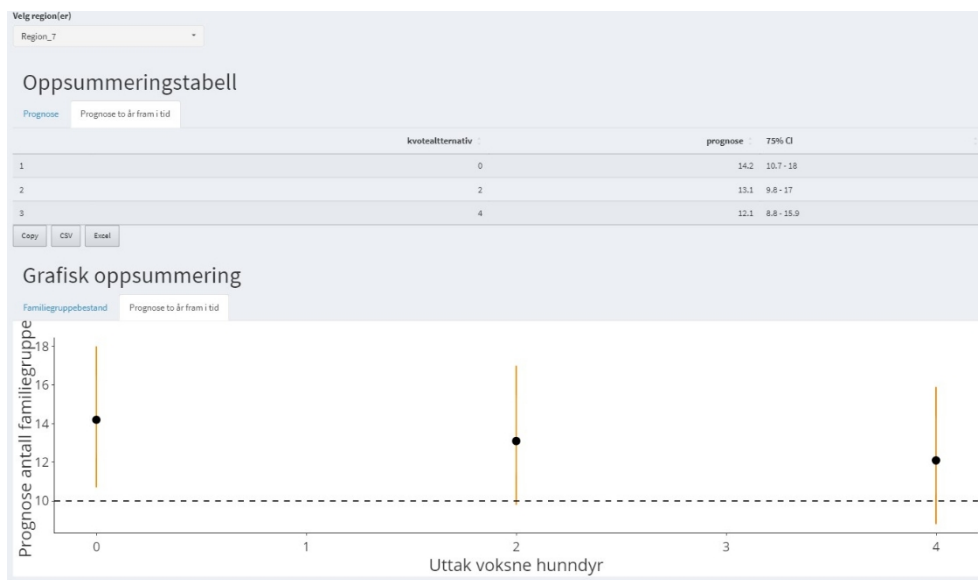 Velg region(er)
Region_7
Oppsummeringstabell
Prognose Prognose to år fram i tid
kvotealtternativ prognose 75% CI
1 0 14.2 10.7 - 18
2 2 13.1 9.8 - 17
3 4 12.1 8.8 - 15.9
Copy CSV Excel
Grafisk oppsummering
Familiegruppebestand Prognose to år fram i tid
Prognose antall familiegruppe
18
16
14
12
10
0 1 2 3 4
Uttak voksne hunndyr